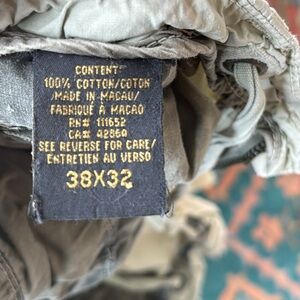 CONTENT:
100% COTTON/COTON
MADE IN MACAU/
FABRIQUÉ À MACAO
RN# 111652
CA# 42860
SEE REVERSE FOR CARE/
ENTRETIEN AU VERSO
38X32